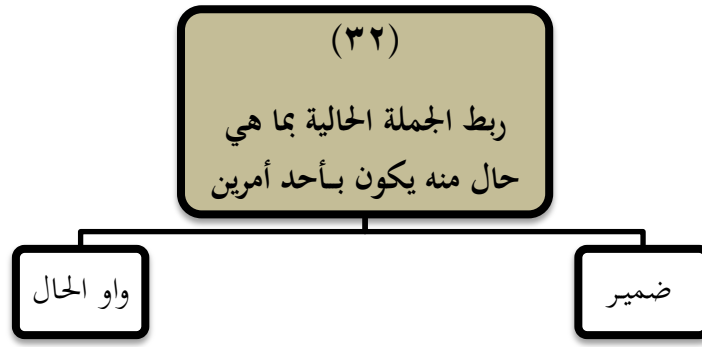 (٣٢)
ربط الجملة الحالية بما هي
حال منه يكون بـأحد أمرين
ضمير
واو الحال